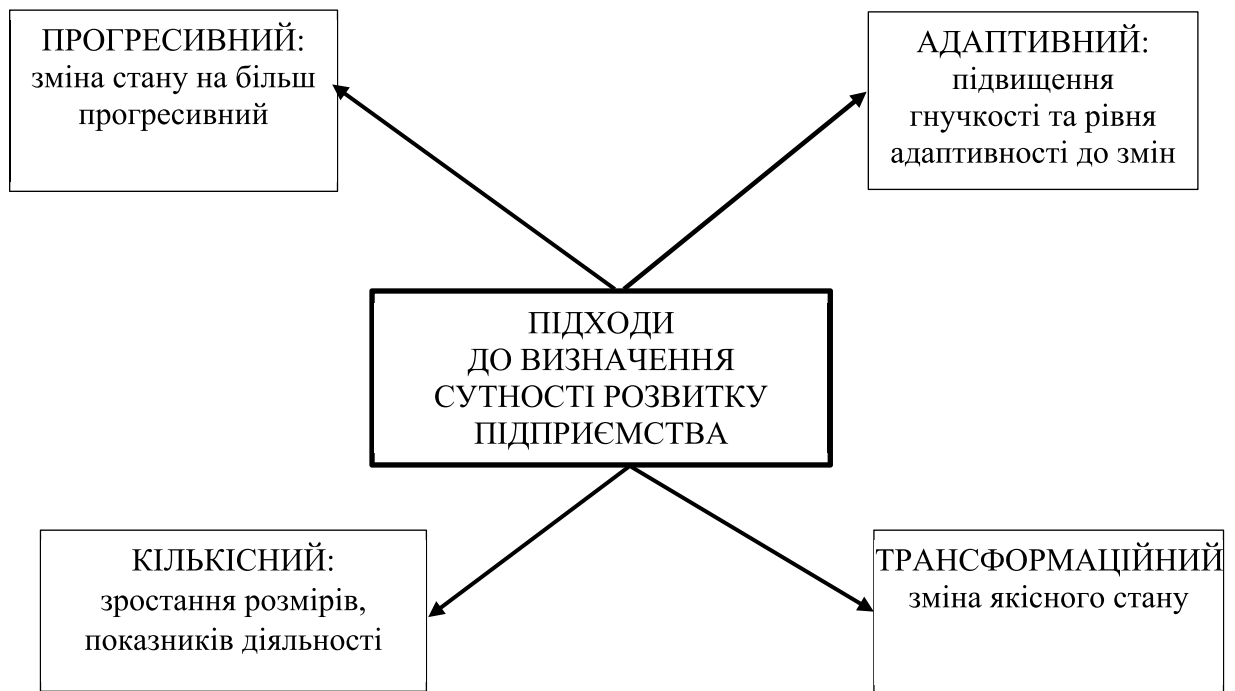 ПРОГРЕСИВНИЙ:
зміна стану на більш
прогресивний
АДАПТИВНИЙ:
підвищення
гнучкості та рівня
адаптивності до змін
ПІДХОДИ
ДО ВИЗНАЧЕННЯ
СУТНОСТІ РОЗВИТКУ
ПІДПРИЄМСТВА
КІЛЬКІСНИЙ:
зростання розмірів,
показників діяльності
ТРАНСФОРМАЦІЙНИЙ
зміна якісного стану